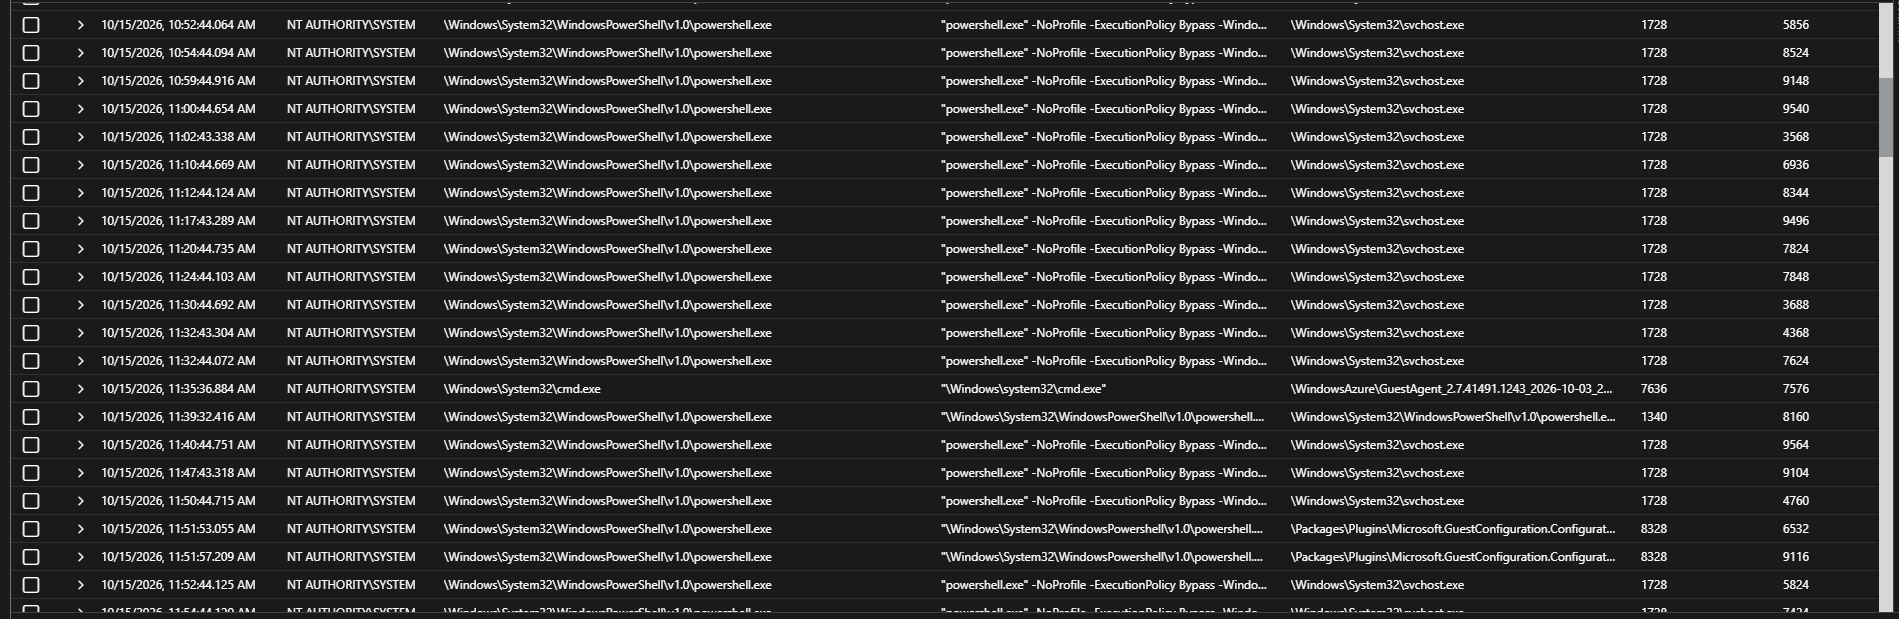 10/15/2026, 10:52:44.064 AM NT AUTHORITY\SYSTEM \Windows\System32\WindowsPowerShell\v1.0\powershell.exe "powershell.exe" -NoProfile -ExecutionPolicy Bypass -Windo... \Windows\System32\svchost.exe 1728 5856
10/15/2026, 10:54:44.094 AM NT AUTHORITY\SYSTEM \Windows\System32\WindowsPowerShell\v1.0\powershell.exe "powershell.exe" -NoProfile -ExecutionPolicy Bypass -Windo... \Windows\System32\svchost.exe 1728 8524
10/15/2026, 10:59:44.916 AM NT AUTHORITY\SYSTEM \Windows\System32\WindowsPowerShell\v1.0\powershell.exe "powershell.exe" -NoProfile -ExecutionPolicy Bypass -Windo... \Windows\System32\svchost.exe 1728 9148
10/15/2026, 11:00:44.654 AM NT AUTHORITY\SYSTEM \Windows\System32\WindowsPowerShell\v1.0\powershell.exe "powershell.exe" -NoProfile -ExecutionPolicy Bypass -Windo... \Windows\System32\svchost.exe 1728 9540
10/15/2026, 11:02:43.338 AM NT AUTHORITY\SYSTEM \Windows\System32\WindowsPowerShell\v1.0\powershell.exe "powershell.exe" -NoProfile -ExecutionPolicy Bypass -Windo... \Windows\System32\svchost.exe 1728 3568
10/15/2026, 11:10:44.669 AM NT AUTHORITY\SYSTEM \Windows\System32\WindowsPowerShell\v1.0\powershell.exe "powershell.exe" -NoProfile -ExecutionPolicy Bypass -Windo... \Windows\System32\svchost.exe 1728 6936
10/15/2026, 11:12:44.124 AM NT AUTHORITY\SYSTEM \Windows\System32\WindowsPowerShell\v1.0\powershell.exe "powershell.exe" -NoProfile -ExecutionPolicy Bypass -Windo... \Windows\System32\svchost.exe 1728 8344
10/15/2026, 11:17:43.289 AM NT AUTHORITY\SYSTEM \Windows\System32\WindowsPowerShell\v1.0\powershell.exe "powershell.exe" -NoProfile -ExecutionPolicy Bypass -Windo... \Windows\System32\svchost.exe 1728 9496
10/15/2026, 11:20:44.735 AM NT AUTHORITY\SYSTEM \Windows\System32\WindowsPowerShell\v1.0\powershell.exe "powershell.exe" -NoProfile -ExecutionPolicy Bypass -Windo... \Windows\System32\svchost.exe 1728 7824
10/15/2026, 11:24:44.103 AM NT AUTHORITY\SYSTEM \Windows\System32\WindowsPowerShell\v1.0\powershell.exe "powershell.exe" -NoProfile -ExecutionPolicy Bypass -Windo... \Windows\System32\svchost.exe 1728 7848
10/15/2026, 11:30:44.692 AM NT AUTHORITY\SYSTEM \Windows\System32\WindowsPowerShell\v1.0\powershell.exe "powershell.exe" -NoProfile -ExecutionPolicy Bypass -Windo... \Windows\System32\svchost.exe 1728 3688
10/15/2026, 11:32:43.304 AM NT AUTHORITY\SYSTEM \Windows\System32\WindowsPowerShell\v1.0\powershell.exe "powershell.exe" -NoProfile -ExecutionPolicy Bypass -Windo... \Windows\System32\svchost.exe 1728 4368
10/15/2026, 11:32:44.072 AM NT AUTHORITY\SYSTEM \Windows\System32\WindowsPowerShell\v1.0\powershell.exe "powershell.exe" -NoProfile -ExecutionPolicy Bypass -Windo... \Windows\System32\svchost.exe 1728 7624
10/15/2026, 11:35:36.884 AM NT AUTHORITY\SYSTEM \Windows\System32\cmd.exe "\Windows\system32\cmd.exe" \WindowsAzure\GuestAgent_2.7.41491.1243_2026-10-03_2... 7636 7576
10/15/2026, 11:39:32.416 AM NT AUTHORITY\SYSTEM \Windows\System32\WindowsPowerShell\v1.0\powershell.exe "\Windows\System32\WindowsPowerShell\v1.0\powershell.... \Windows\System32\WindowsPowerShell\v1.0\powershell.e... 1340 8160
10/15/2026, 11:40:44.751 AM NT AUTHORITY\SYSTEM \Windows\System32\WindowsPowerShell\v1.0\powershell.exe "powershell.exe" -NoProfile -ExecutionPolicy Bypass -Windo... \Windows\System32\svchost.exe 1728 9564
10/15/2026, 11:47:43.318 AM NT AUTHORITY\SYSTEM \Windows\System32\WindowsPowerShell\v1.0\powershell.exe "powershell.exe" -NoProfile -ExecutionPolicy Bypass -Windo... \Windows\System32\svchost.exe 1728 9104
10/15/2026, 11:50:44.715 AM NT AUTHORITY\SYSTEM \Windows\System32\WindowsPowerShell\v1.0\powershell.exe "powershell.exe" -NoProfile -ExecutionPolicy Bypass -Windo... \Windows\System32\svchost.exe 1728 4760
10/15/2026, 11:51:53.055 AM NT AUTHORITY\SYSTEM \Windows\System32\WindowsPowerShell\v1.0\powershell.exe "\Windows\System32\WindowsPowershell\v1.0\powershell.... \Packages\Plugins\Microsoft.GuestConfiguration.Configurat... 8328 6532
10/15/2026, 11:51:57.209 AM NT AUTHORITY\SYSTEM \Windows\System32\WindowsPowerShell\v1.0\powershell.exe "\Windows\System32\WindowsPowershell\v1.0\powershell.... \Packages\Plugins\Microsoft.GuestConfiguration.Configurat... 8328 9116
10/15/2026, 11:52:44.125 AM NT AUTHORITY\SYSTEM \Windows\System32\WindowsPowerShell\v1.0\powershell.exe "powershell.exe" -NoProfile -ExecutionPolicy Bypass -Windo... \Windows\System32\svchost.exe 1728 5824